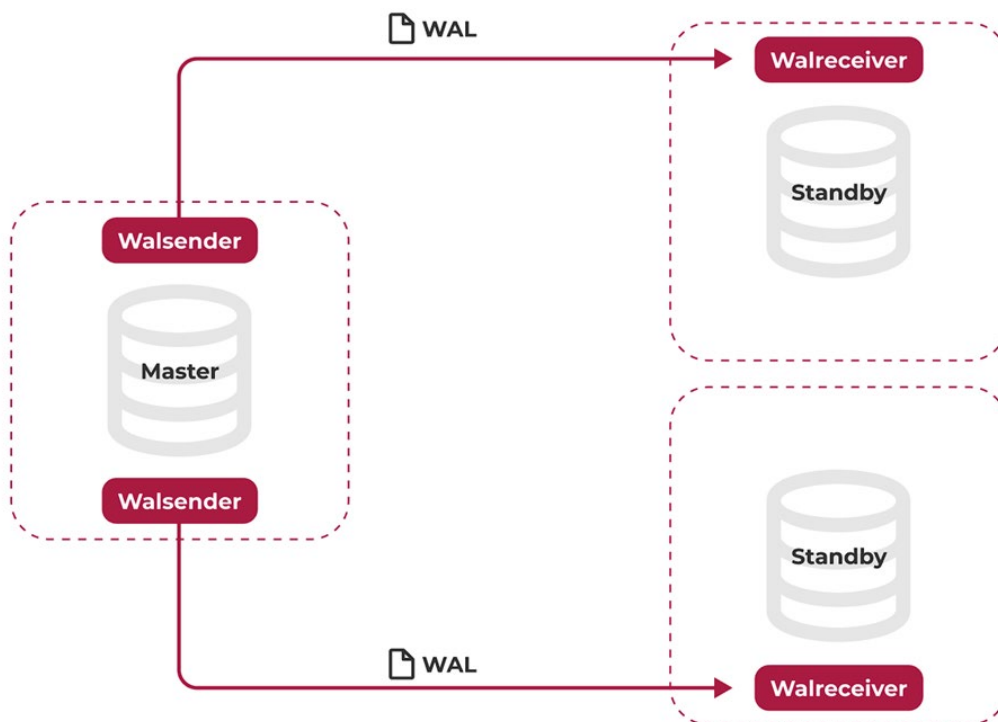 WAL
Walreceiver
Standby
Walsender
Master
Walsender
Standby
WAL
Walreceiver